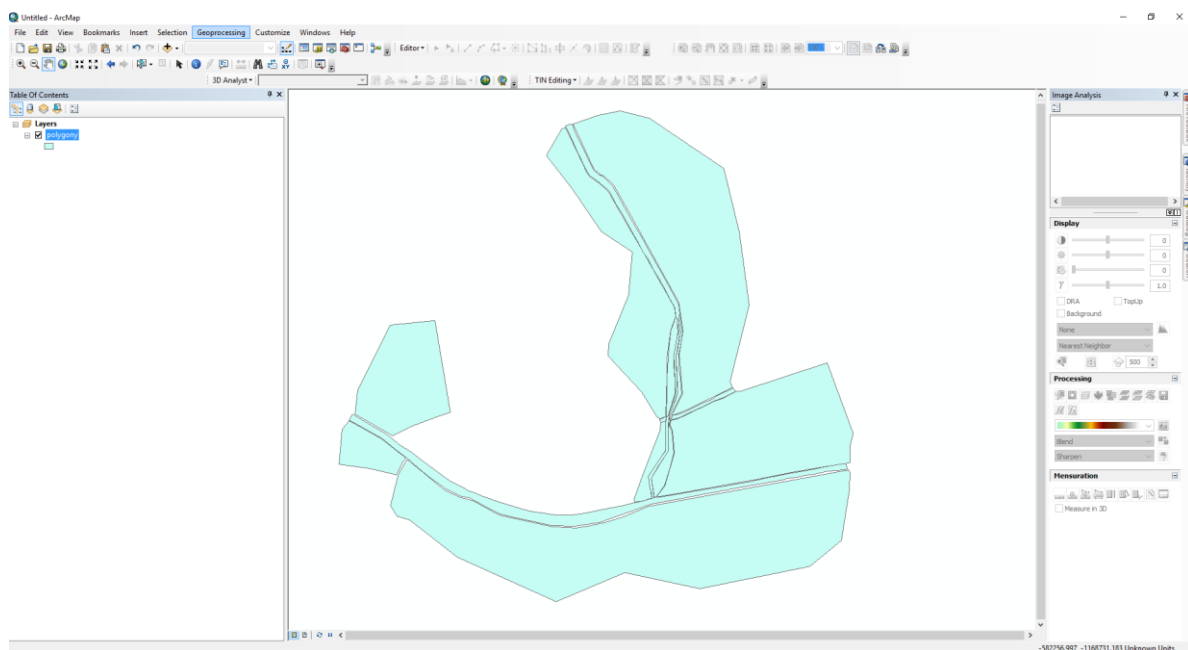 Untitled - ArcMap
File Edit View Bookmarks Insert Windows Selection Geoprocessing Customize Windows Help
Editor
3D Analyst
TIN Editing
Table Of Contents
Layers
polygony
Image Analysis
Display
0
0
0
1.0
DRA TopUp
Background
None
Nearest Neighbor
500
Processing
Blend
Sharpen
Mensuration
Measure in 3D
-582256,997 -1168731,183 Unknown Units